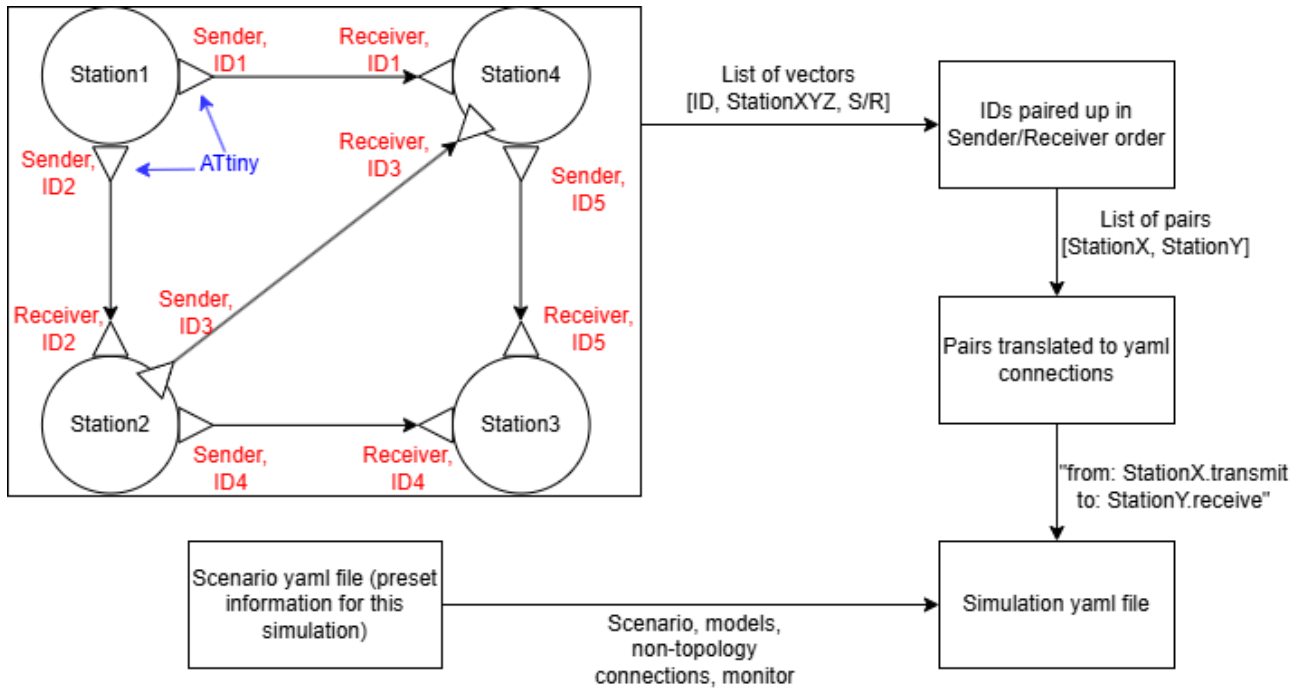 Sender,
ID1
Receiver,
ID1
Station1
Station4
Sender,
ID2
ATtiny
Receiver,
ID3
Sender,
ID5
Sender,
ID3
Receiver,
ID2
Receiver,
ID5
Station2
Station3
Sender,
ID4
Receiver,
ID4
List of vectors
[ID, StationXYZ, S/R]
IDs paired up in
Sender/Receiver order
List of pairs
[StationX, StationY]
Pairs translated to yaml
connections
"from: StationX.transmit
to: StationY.receive"
Scenario yaml file (preset
information for this
simulation)
Scenario, models,
non-topology
connections, monitor
Simulation yaml file